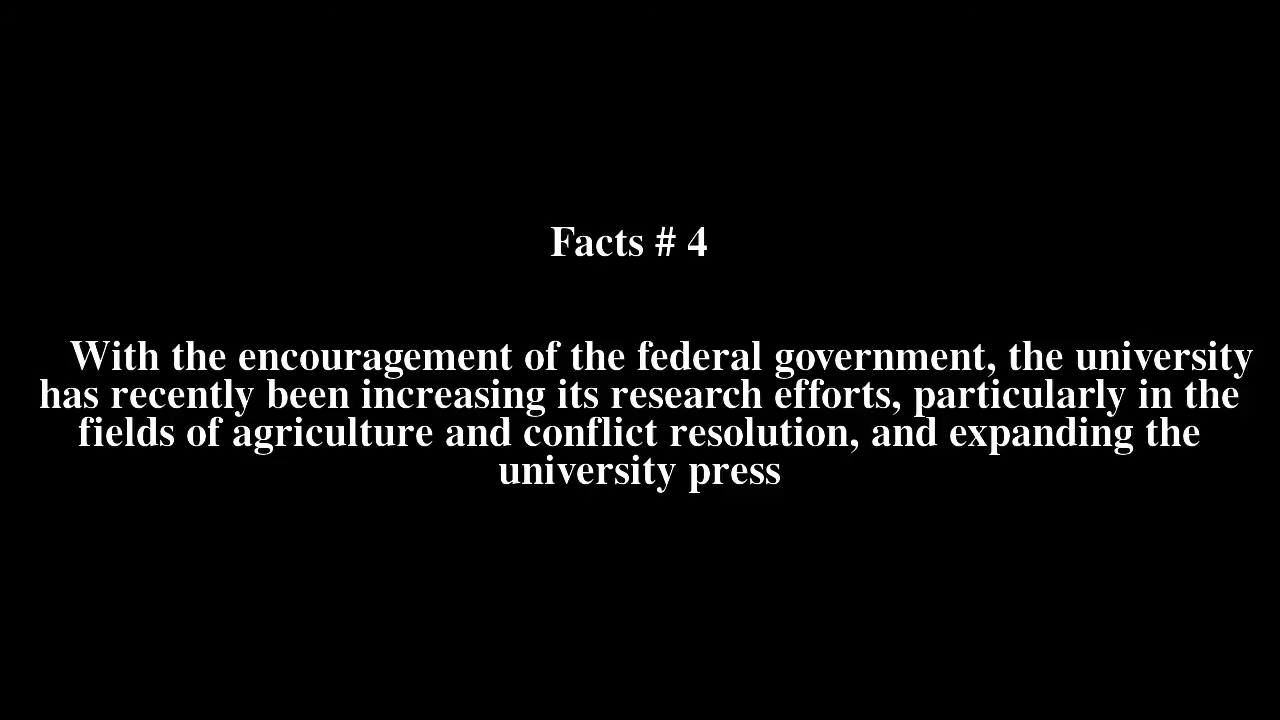 Facts # 4
With the encouragement of the federal government, the university
has recently been increasing its research efforts, particularly in the
fields of agriculture and conflict resolution, and expanding the
university press